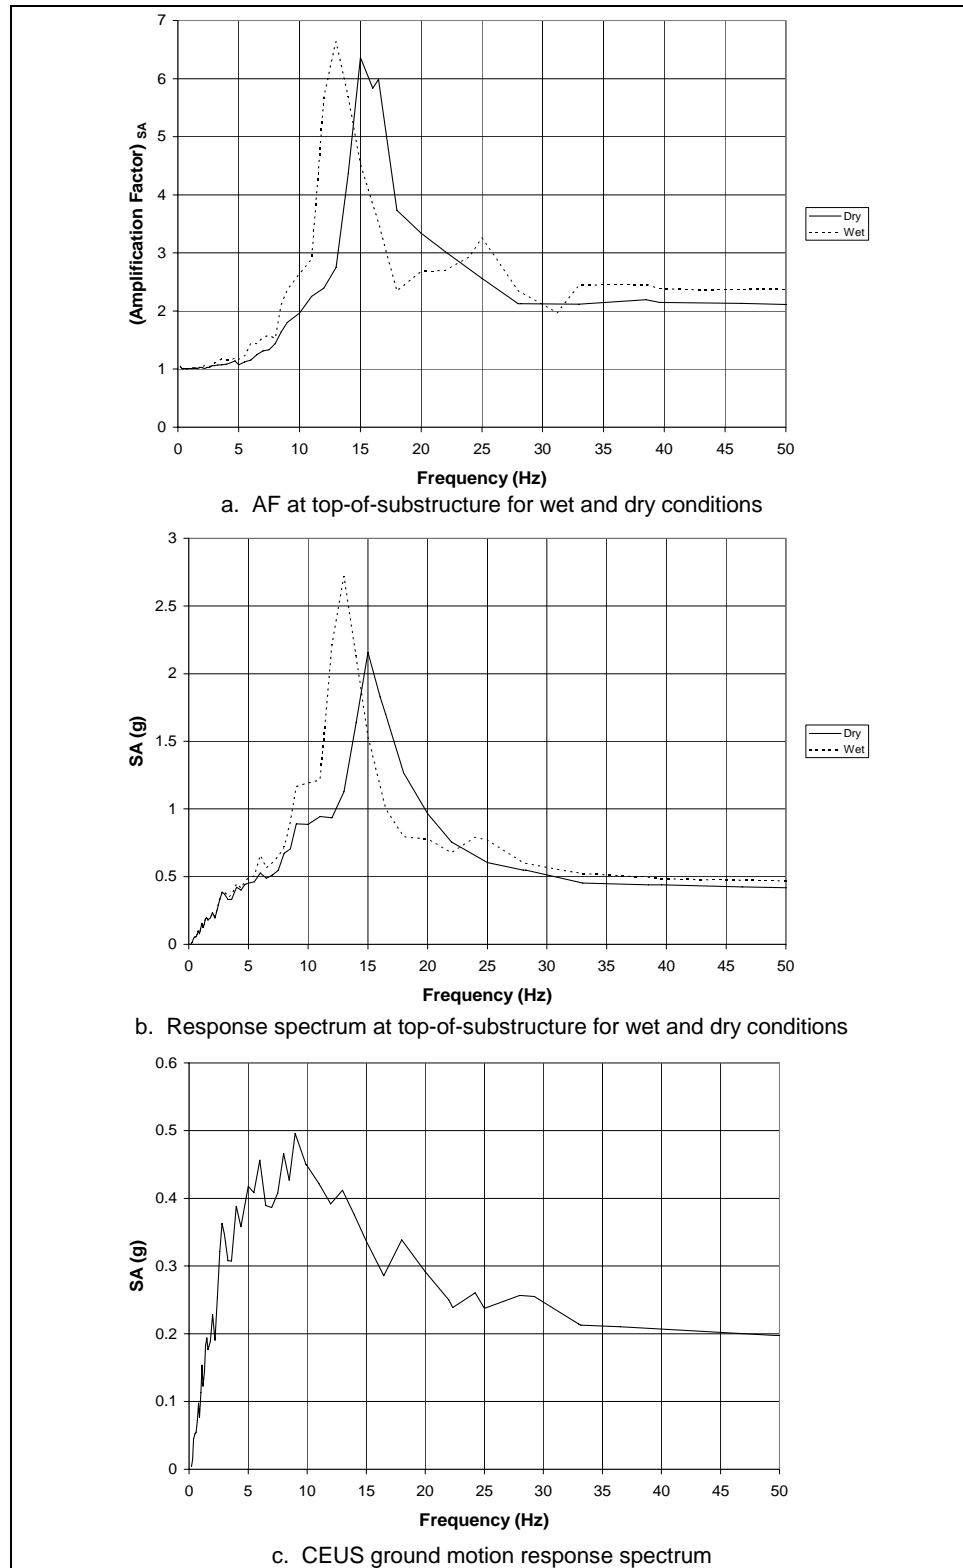 7
6
5
4
3
2
1
0
(Amplification Factor) SA
0 5 10 15 20 25 30 35 40 45 50
Frequency (Hz)
Dry
Wet
a. AF at top-of-substructure for wet and dry conditions
3
2.5
2
1.5
1
0.5
0
SA (g)
0 5 10 15 20 25 30 35 40 45 50
Frequency (Hz)
Dry
Wet
b. Response spectrum at top-of-substructure for wet and dry conditions
0.6
0.5
0.4
0.3
0.2
0.1
0
SA (g)
0 5 10 15 20 25 30 35 40 45 50
Frequency (Hz)
c. CEUS ground motion response spectrum